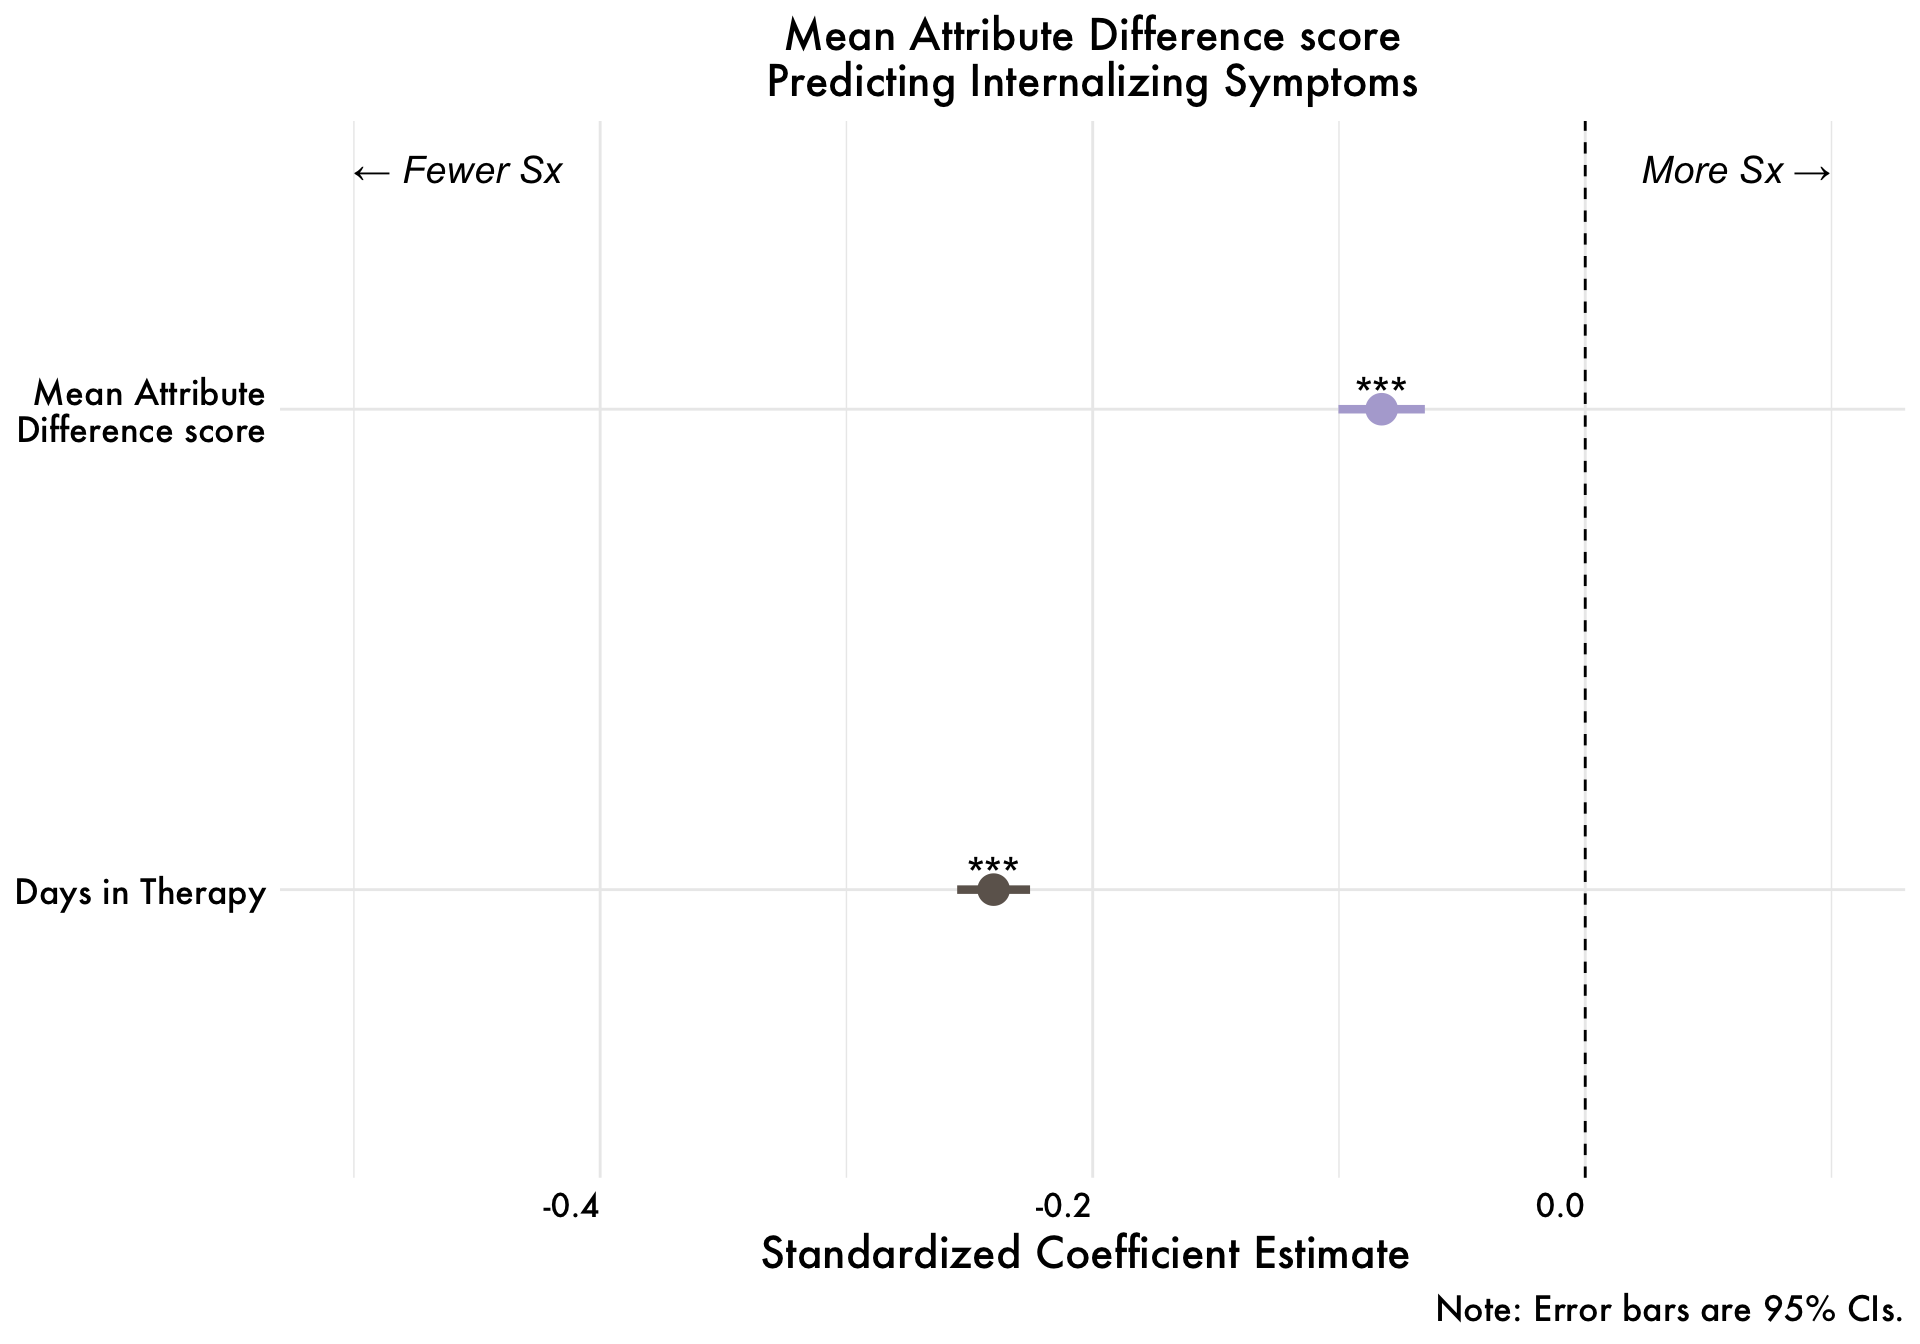 Mean Attribute Difference score
Predicting Internalizing Symptoms
← Fewer Sx
More Sx →
***
Mean Attribute
Difference score
***
Days in Therapy
-0.4
-0.2
0.0
Standardized Coefficient Estimate
Note: Error bars are 95% CIs.